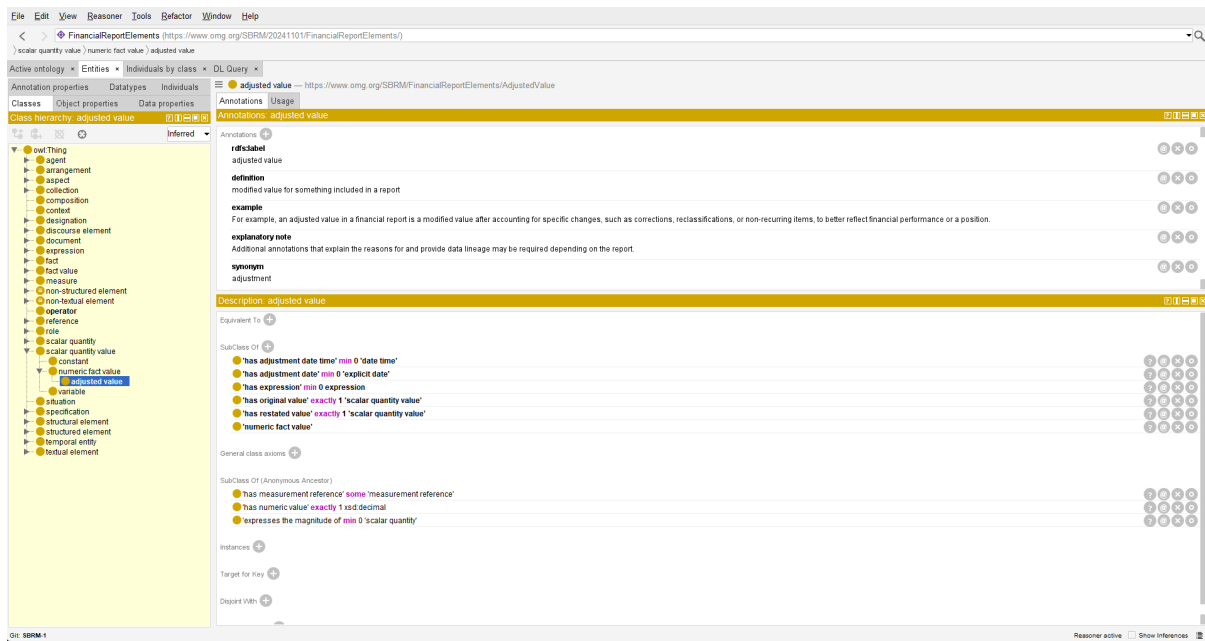 File Edit View Reasoner Tools Refactor Window Help
FinancialReportElements (https://www.omg.org/SBRM/20241101/FinancialReportElements/)
scalar quantity value numeric fact value adjusted value
Active ontology × Entities × Individuals by class × DL Query ×
Annotation properties Datatypes Individuals
Classes Object properties Data properties
Class hierarchy: adjusted value
Inferred
owl:Thing
agent
arrangement
aspect
collection
composition
context
designation
discourse element
document
expression
fact
fact value
measure
non-structured element
non-textual element
operator
reference
role
scalar quantity
scalar quantity value
constant
numeric fact value
adjusted value
variable
situation
specification
structural element
structured element
temporal entity
textual element
adjusted value — https://www.omg.org/SBRM/FinancialReportElements/AdjustedValue
Annotations Usage
Annotations: adjusted value
Annotations
rdfs:label
adjusted value
definition
modified value for something included in a report
example
For example, an adjusted value in a financial report is a modified value after accounting for specific changes, such as corrections, reclassifications, or non-recurring items, to better reflect financial performance or a position.
explanatory note
Additional annotations that explain the reasons for and provide data lineage may be required depending on the report.
synonym
adjustment
Description: adjusted value
Equivalent To
SubClass Of
'has adjustment date time' min 0 'date time'
'has adjustment date' min 0 'explicit date'
'has expression' min 0 expression
'has original value' exactly 1 'scalar quantity value'
'has restated value' exactly 1 'scalar quantity value'
'numeric fact value'
General class axioms
SubClass Of (Anonymous Ancestor)
'has measurement reference' some 'measurement reference'
'has numeric value' exactly 1 xsd:decimal
'expresses the magnitude of' min 0 'scalar quantity'
Instances
Target for Key
Disjoint With
Git: SBRM-1
Reasoner active Show Inferences